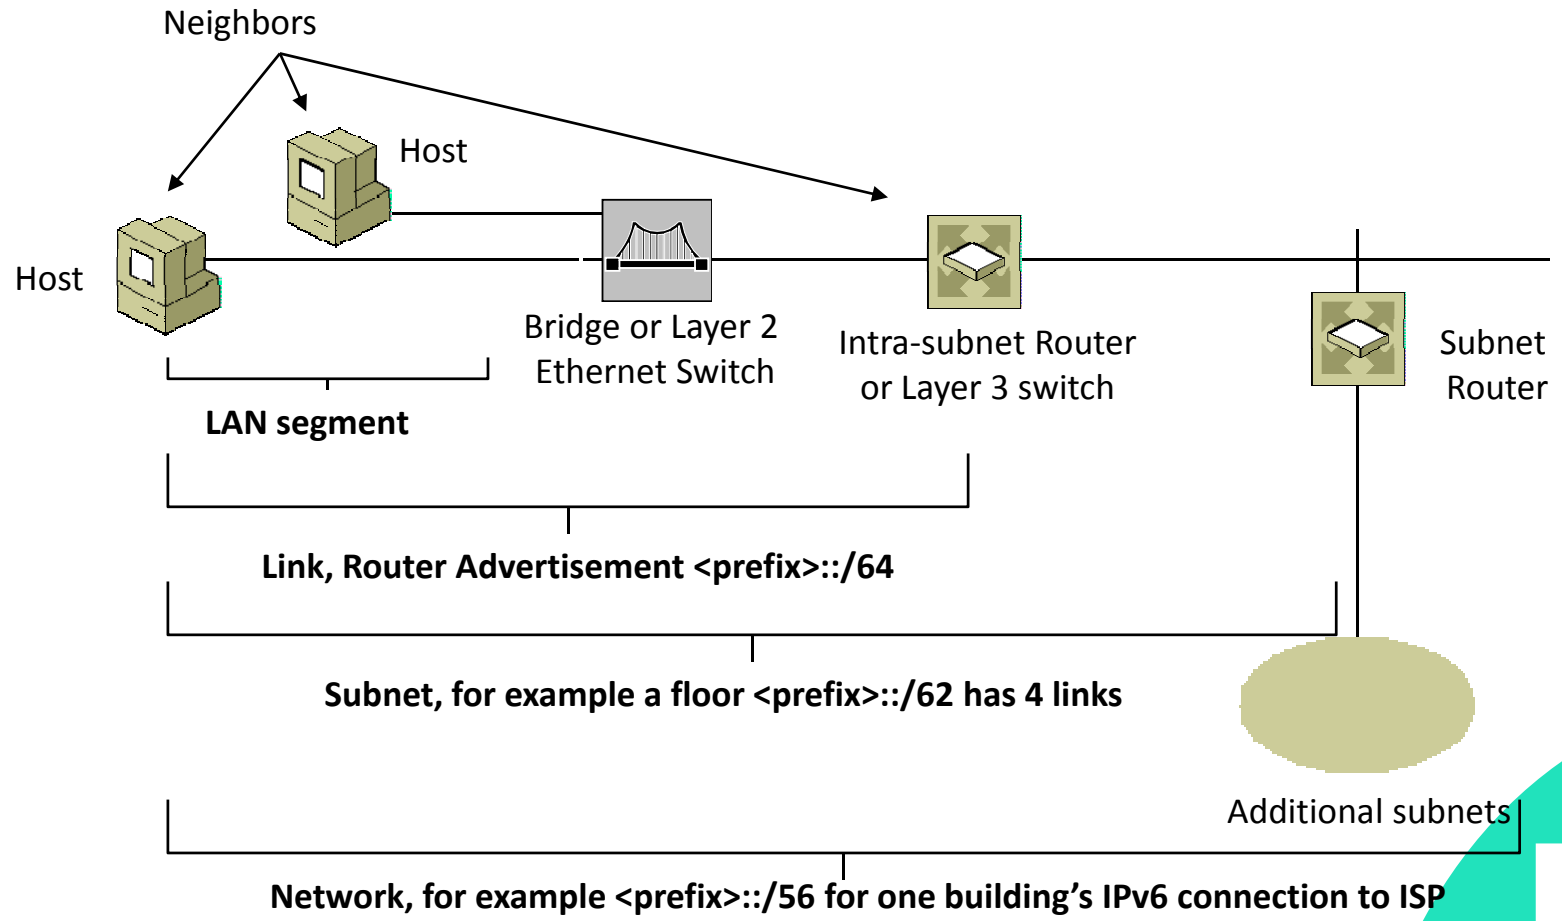 Neighbors
Host
Host
Bridge or Layer 2
Ethernet Switch
Intra-subnet Router
or Layer 3 switch
Subnet
Router
LAN segment
Link, Router Advertisement <prefix>::/64
Subnet, for example a floor <prefix>::/62 has 4 links
Additional subnets
Network, for example <prefix>::/56 for one building’s IPv6 connection to ISP